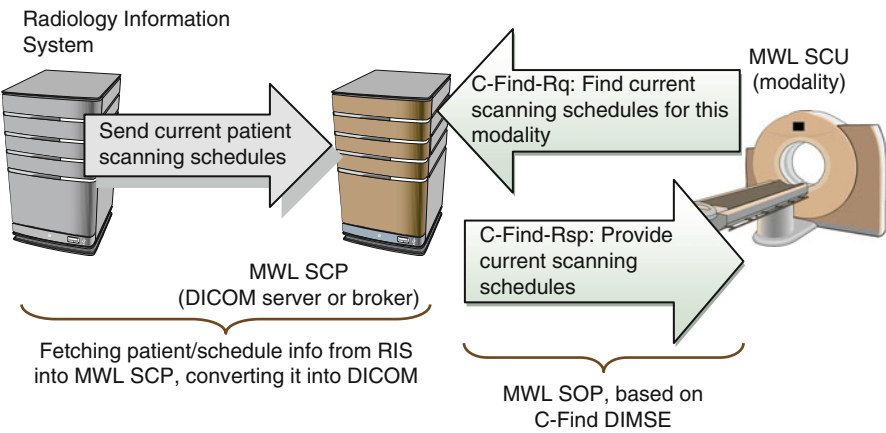 Radiology Information
System
Send current patient
scanning schedules
C-Find-Rq: Find current
scanning schedules for this
modality
MWL SCU
(modality)
C-Find-Rsp: Provide
current scanning
schedules
MWL SCP
(DICOM server or broker)
Fetching patient/schedule info from RIS
into MWL SCP, converting it into DICOM
MWL SOP, based on
C-Find DIMSE